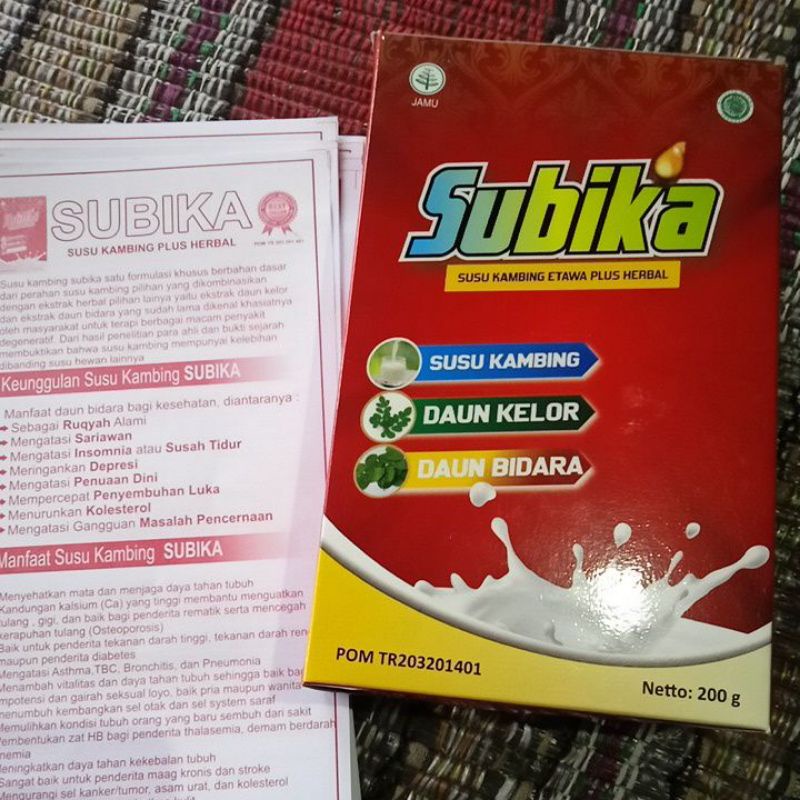 SUBIKA
SUSU KAMBING PLUS HERBAL
POM TR 203 201 401
Susu kambing subika satu formulasi khusus berbahan dasar
dari perahan susu kambing pilihan yang dikombinasikan
dengan ekstrak herbal pilihan lainya yaitu ekstrak daun kelor
dan ekstrak daun bidara yang sudah lama dikenal khasiatnya
oleh masyarakat untuk terapi berbagai macam penyakit
degeneratif. Dari hasil penelitian para ahli dan bukti sejarah
membuktikan bahwa susu kambing mempunyai kelebihan
dibanding susu hewan lainnya
Keunggulan Susu Kambing SUBIKA
Manfaat daun bidara bagi kesehatan, diantaranya :
Sebagai Ruqyah Alami
Mengatasi Sariawan
Mengatasi Insomnia atau Susah Tidur
Meringankan Depresi
Mengatasi Penuaan Dini
Mempercepat Penyembuhan Luka
Menurunkan Kolesterol
Mengatasi Gangguan Masalah Pencernaan
Manfaat Susu Kambing SUBIKA
Menyehatkan mata dan menjaga daya tahan tubuh
Kandungan kalsium (Ca) yang tinggi membantu menguatkan
tulang , gigi, dan baik bagi penderita rematik serta mencegah
kerapuhan tulang (Osteoporosis)
Baik untuk penderita tekanan darah tinggi, tekanan darah ren
maupun penderita diabetes
Mengatasi Asthma,TBC, Bronchitis, dan Pneumonia
Menambah vitalitas dan daya tahan tubuh sehingga baik bag
impotensi dan gairah seksual loyo, baik pria maupun wanita
menumbuh kembangkan sel otak dan sel system saraf
Memulihkan kondisi tubuh orang yang baru sembuh dari sakit
Pembentukan zat HB bagi penderita thalasemia, demam berdarah
anemia
Meningkatkan daya tahan kekebalan tubuh
Sangat baik untuk penderita maag kronis dan stroke
Mengurangi sel kanker/tumor, asam urat, dan kolesterol
JAMU
Subika
SUSU KAMBING ETAWA PLUS HERBAL
SUSU KAMBING
DAUN KELOR
DAUN BIDARA
POM TR203201401
Netto: 200 g